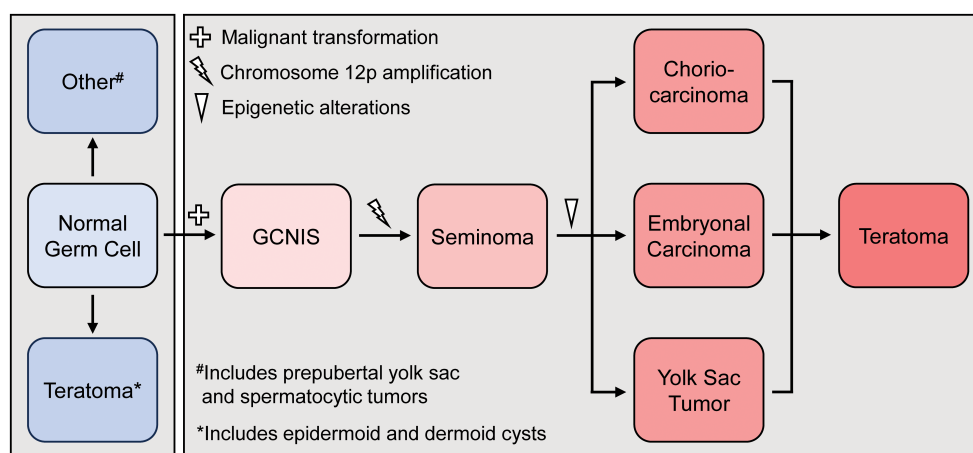 Other#
Normal
Germ Cell
Teratoma*
Malignant transformation
Chromosome 12p amplification
Epigenetic alterations
GCNIS
Seminoma
Chorio-
carcinoma
Embryonal
Carcinoma
Yolk Sac
Tumor
Teratoma
#Includes prepubertal yolk sac
and spermatocytic tumors
*Includes epidermoid and dermoid cysts